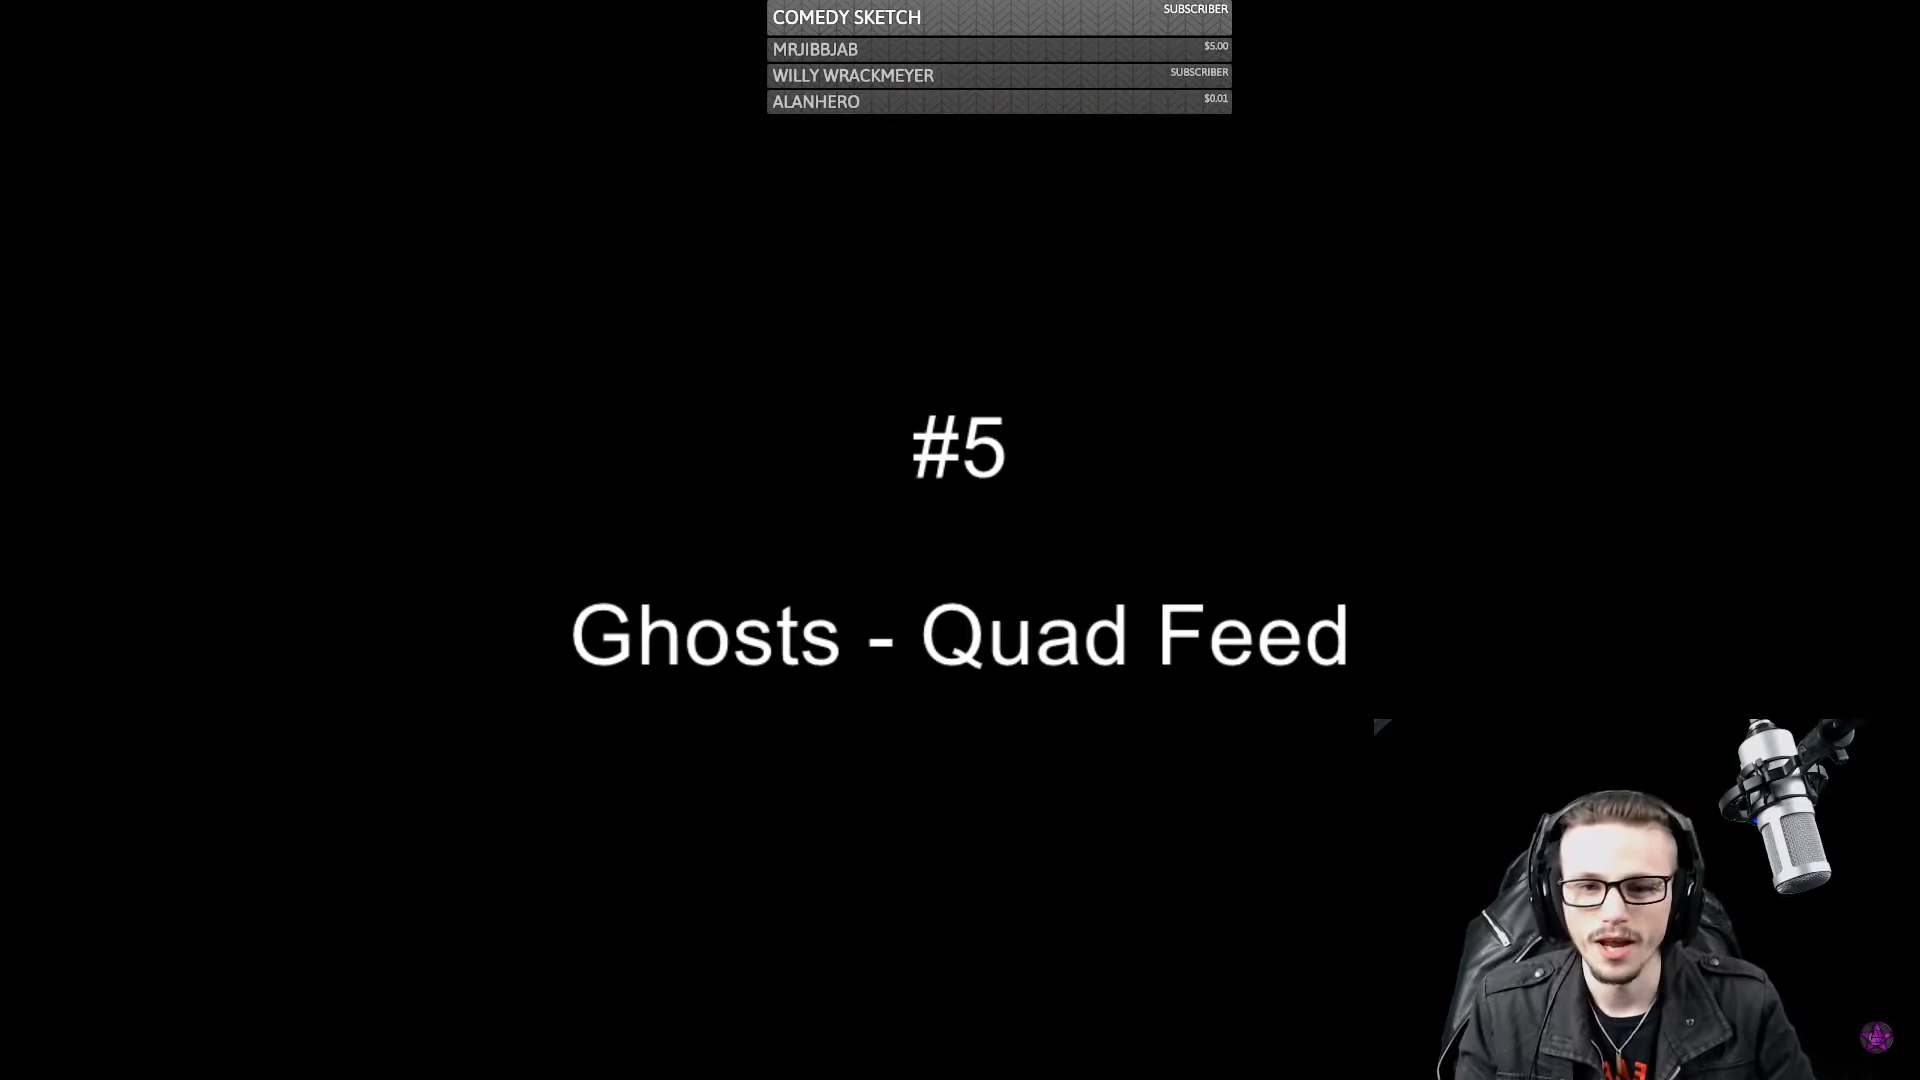 COMEDY SKETCH SUBSCRIBER
MRJIBBJAB $5.00
WILLY WRACKMEYER SUBSCRIBER
ALANHERO $0.01
#5
Ghosts - Quad Feed